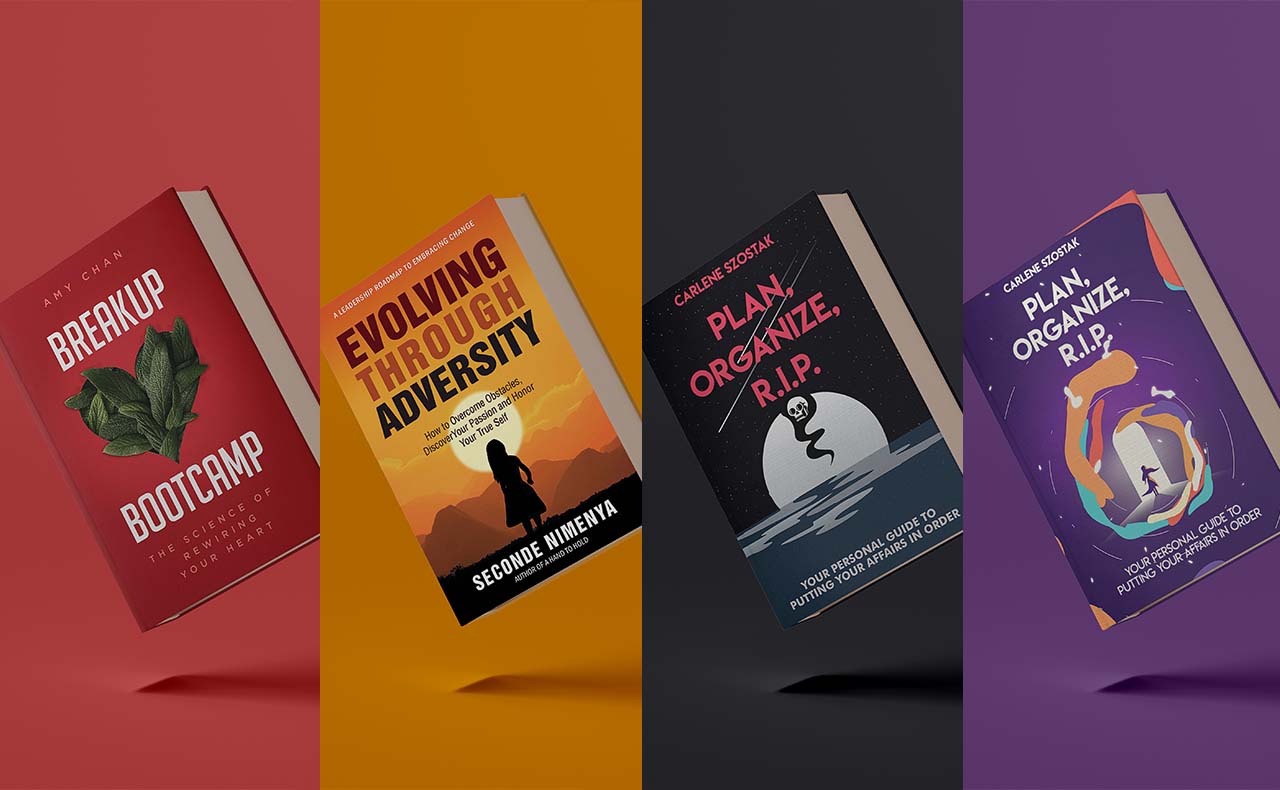 AMY CHAN
BREAKUP
BOOTCAMP
THE SCIENCE OF
REWIRING
YOUR HEART
A LEADERSHIP ROADMAP TO EMBRACING CHANGE
EVOLVING
THROUGH
ADVERSITY
How to Overcome Obstacles,
DiscoverYour Passion and Honor
Your True Self
SECONDE NIMENYA
AUTHOR OF A HAND TO HOLD
CARLENE SZOSTAK
PLAN,
ORGANIZE,
R.I.P.
YOUR PERSONAL GUIDE TO
PUTTING YOUR AFFAIRS IN ORDER
CARLENE SZOSTAK
PLAN,
ORGANIZE,
R.I.P.
YOUR PERSONAL GUIDE TO
PUTTING YOUR AFFAIRS IN ORDER